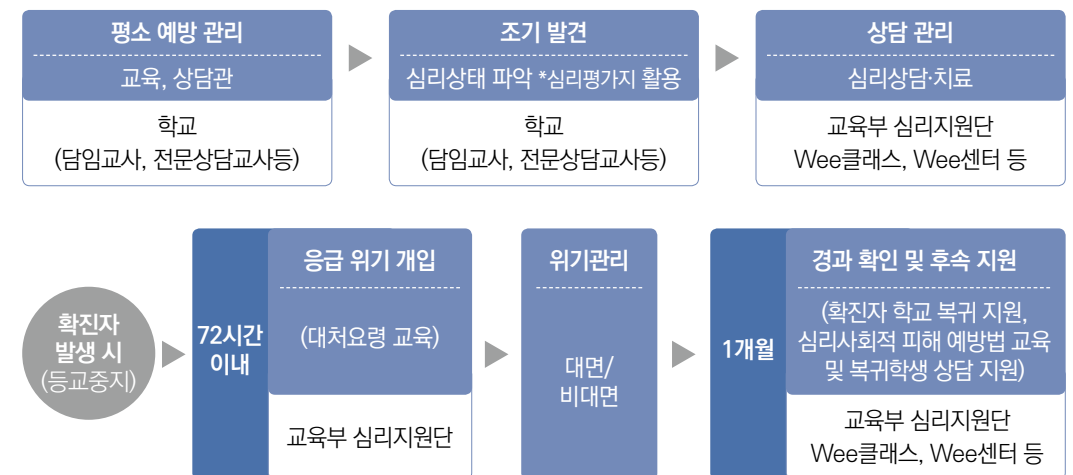 평소 예방 관리
교육, 상담관
학교
(담임교사, 전문상담교사등)
조기 발견
심리상태 파악 *심리평가지 활용
학교
(담임교사, 전문상담교사등)
상담 관리
심리상담·치료
교육부 심리지원단
Wee클래스, Wee센터 등
확진자
발생 시
(등교중지)
72시간
이내
응급 위기 개입
(대처요령 교육)
교육부 심리지원단
위기관리
대면/
비대면
1개월
경과 확인 및 후속 지원
(확진자 학교 복귀 지원,
심리사회적 피해 예방법 교육
및 복귀학생 상담 지원)
교육부 심리지원단
Wee클래스, Wee센터 등